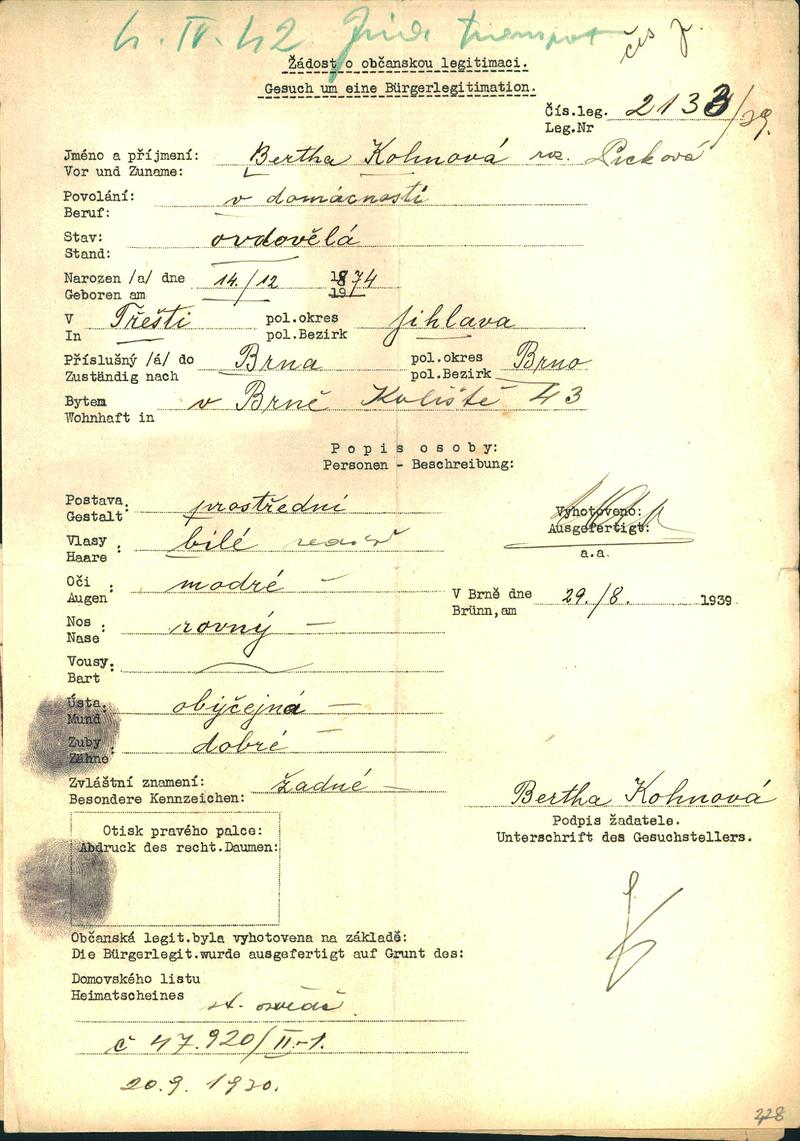 4. IV. 42
Žádost o občanskou legitimaci.
Gesuch um eine Bürgerlegitimation.
Čís.leg. 2133/39.
Leg.Nr
Jméno a příjmení: Bertha Kohnová roz. Picková
Vor und Zuname:
Povolání: v domácnosti
Beruf:
Stav: ovdovělá
Stand:
Narozen /a/ dne 14./12 1874
Geboren am 19
V Třešti pol.okres Jihlava
In pol.Bezirk
Příslušný /á/ do Brna pol.okres Brno
Zuständig nach pol.Bezirk
Bytem v Brně Koliště 43
Wohnhaft in
Popis osoby:
Personen - Beschreibung:
Postava: prostřední
Gestalt
Vyhotoveno:
Ausgefertigt:
a.a.
Vlasy : bílé
Haare
Oči : modré –
Augen
V Brně dne 29./8. 1939
Brünn,am
Nos : rovný –
Nase
Vousy:
Bart
Ústa: obyčejná –
Mund
Zuby : dobré –
Zähne
Zvláštní znamení: žádné –
Besondere Kennzeichen:
Bertha Kohnová
Podpis žadatele.
Unterschrift des Gesuchstellers.
Otisk pravého palce:
Abdruck des recht.Daumen:
Občanská legit.byla vyhotovena na základě:
Die Bürgerlegit.wurde ausgefertigt auf Grunt des:
Domovského listu
Heimatscheines
č 47.920/II-1.
20.9. 1920.
228